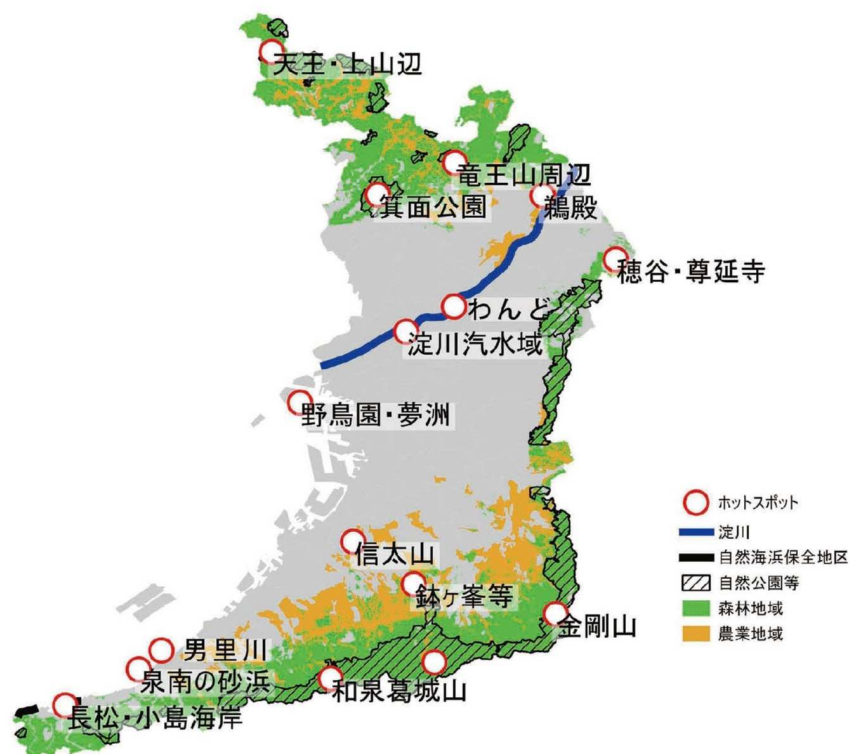 天王・上山辺
竜王山周辺
箕面公園
鵜殿
穂谷・尊延寺
わんど
淀川汽水域
野鳥園・夢洲
信太山
鉢ヶ峯等
金剛山
男里川
泉南の砂浜
和泉葛城山
長松・小島海岸
ホットスポット
淀川
自然海浜保全地区
自然公園等
森林地域
農業地域